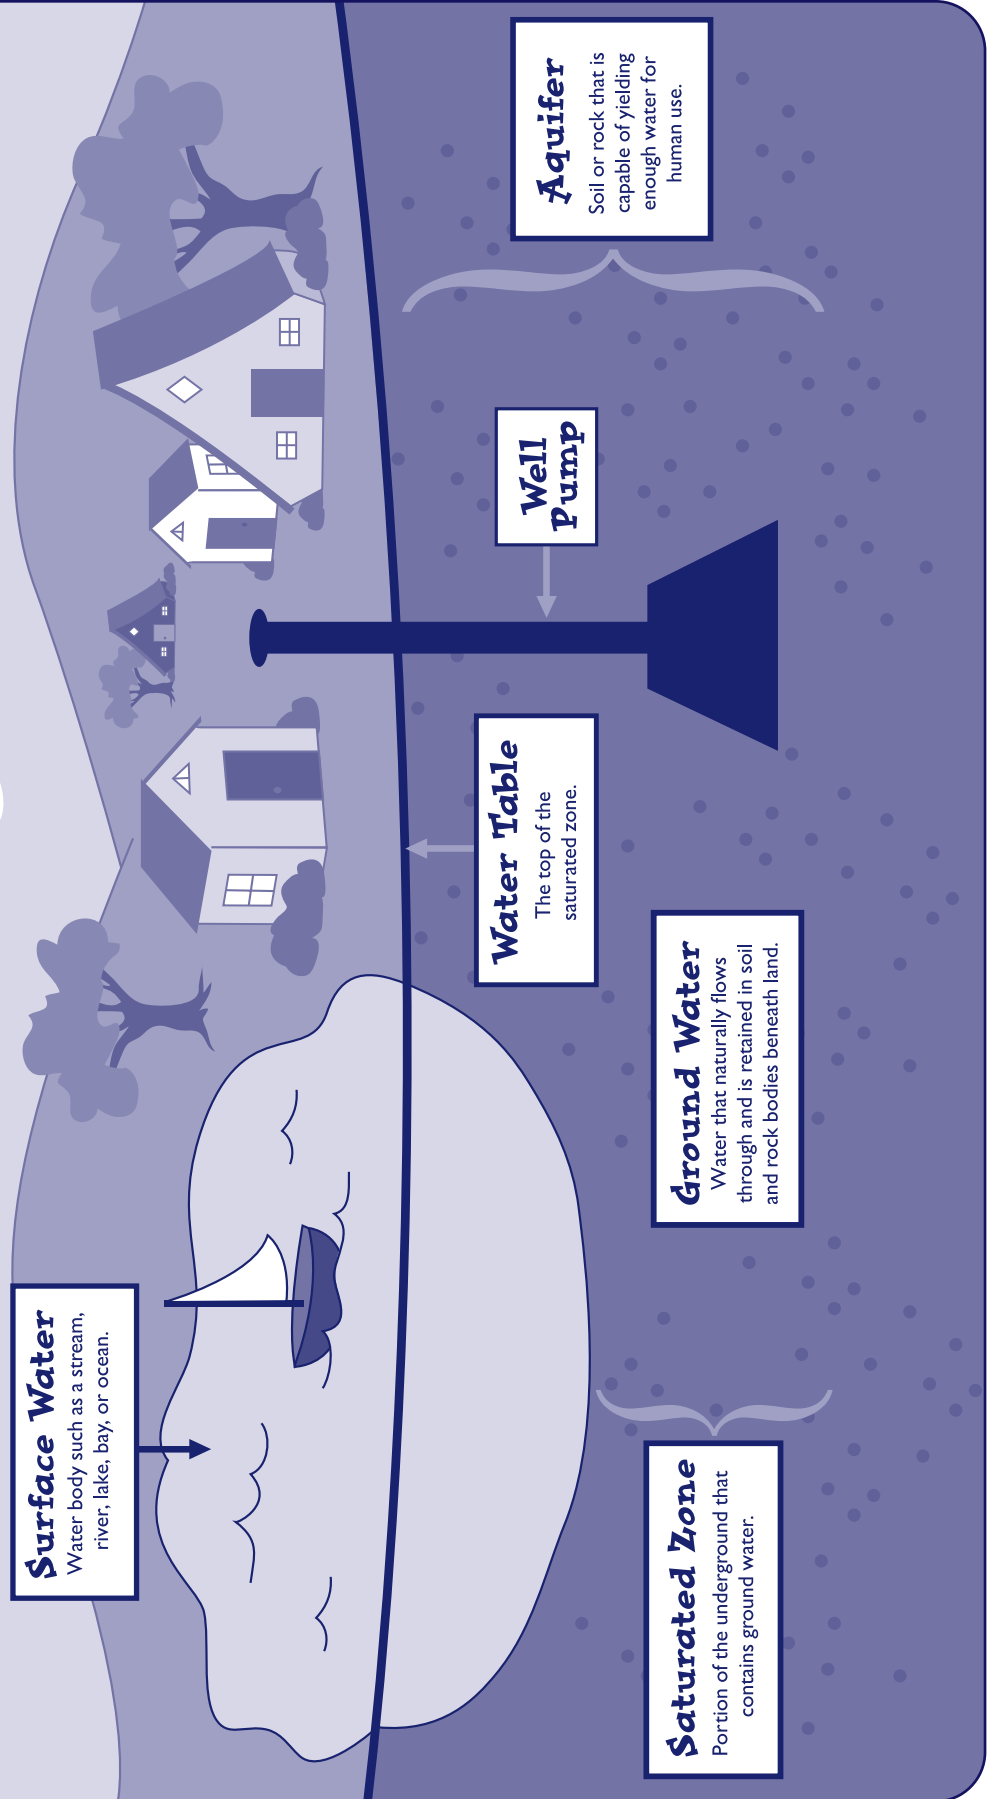 Surface Water
Water body such as a stream,
river, lake, bay, or ocean.
Water Table
The top of the
saturated zone.
Well
Pump
Aquifer
Soil or rock that is
capable of yielding
enough water for
human use.
Saturated Zone
Portion of the underground that
contains ground water.
Ground Water
Water that naturally flows
through and is retained in soil
and rock bodies beneath land.